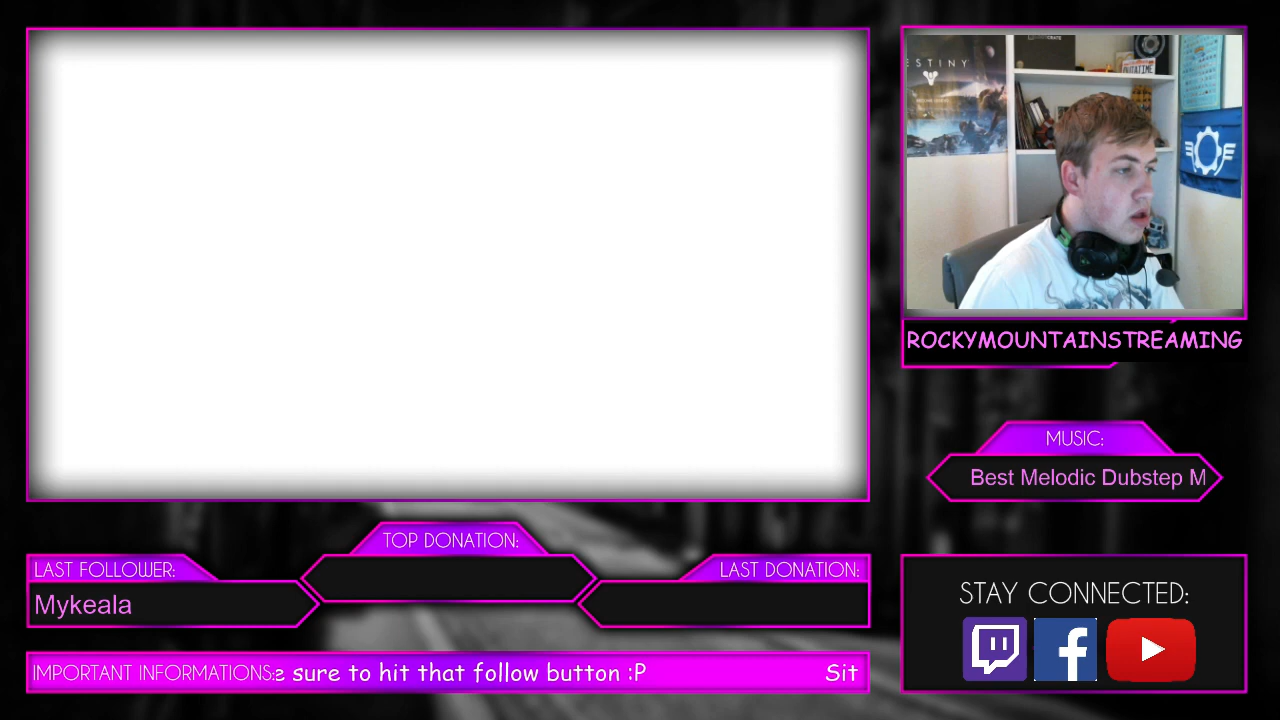 ESTINY
ROCKYMOUNTAINSTREAMING
MUSIC:
Best Melodic Dubstep M
TOP DONATION:
LAST FOLLOWER:
LAST DONATION:
Mykeala
STAY CONNECTED:
IMPORTANT INFORMATIONS: e sure to hit that follow button :P Sit